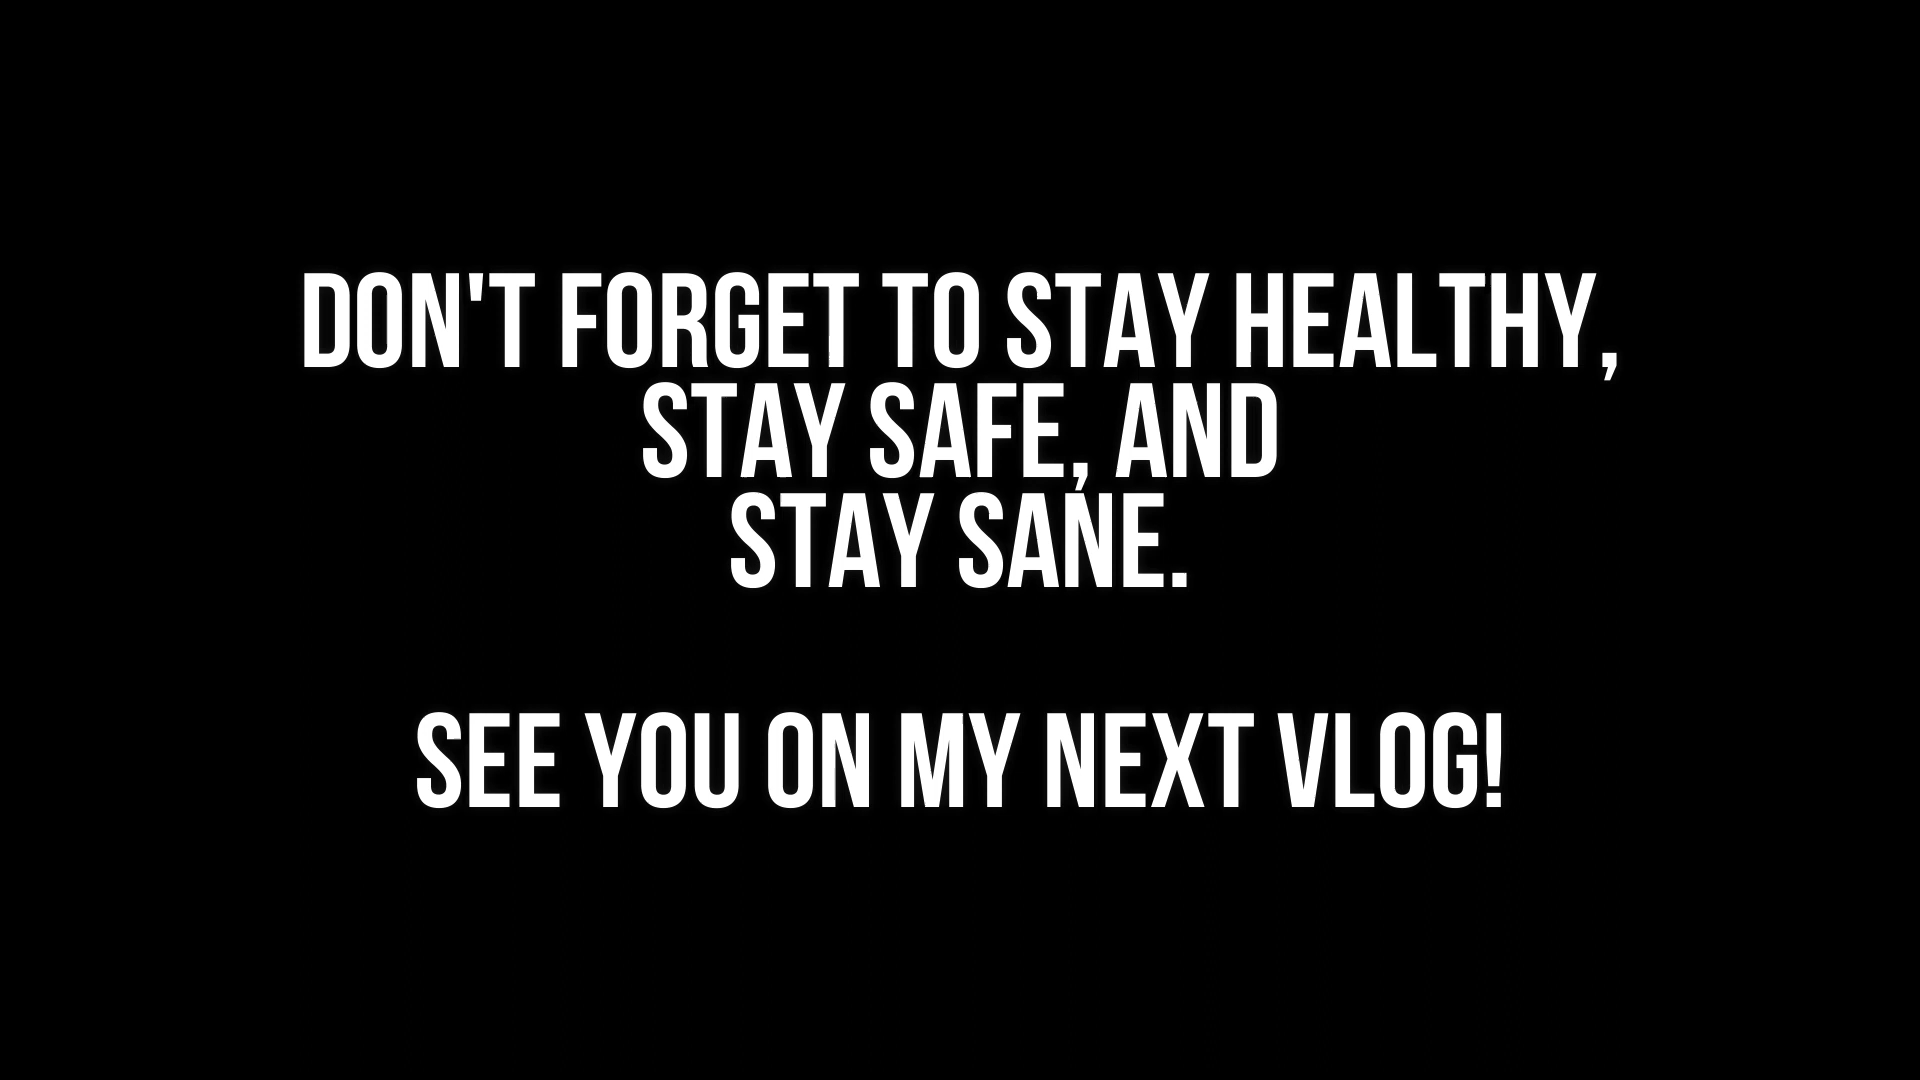 DON'T FORGET TO STAY HEALTHY,
STAY SAFE, AND
STAY SANE.
SEE YOU ON MY NEXT VLOG!